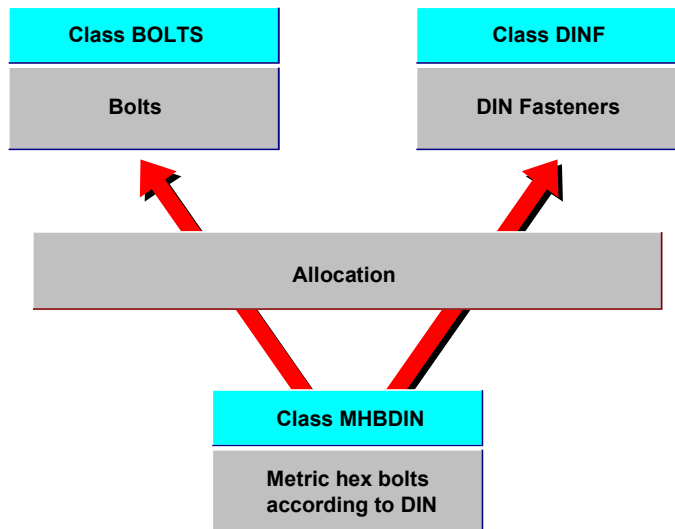 Class BOLTS
Class DINF
Bolts
DIN Fasteners
Allocation
Class MHBDIN
Metric hex bolts
according to DIN